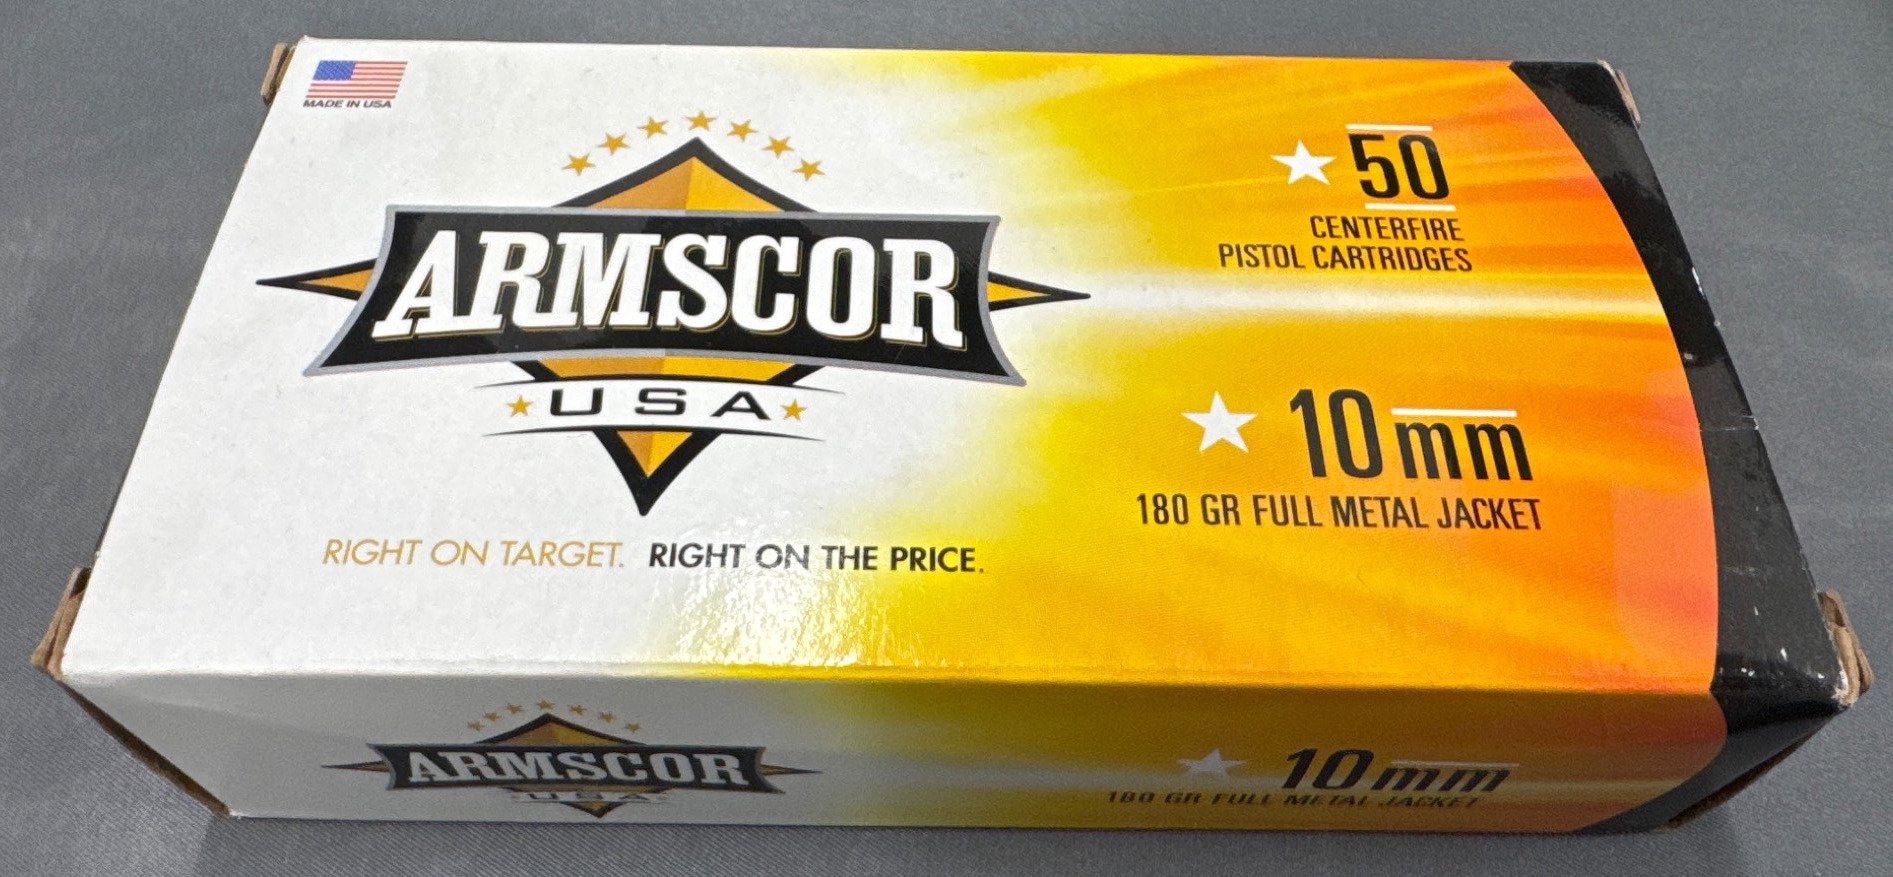 MADE IN USA
ARMSCOR
USA
RIGHT ON TARGET. RIGHT ON THE PRICE.
50
CENTERFIRE
PISTOL CARTRIDGES
10mm
180 GR FULL METAL JACKET
ARMSCOR
USA
10mm
180 GR FULL METAL JACKET